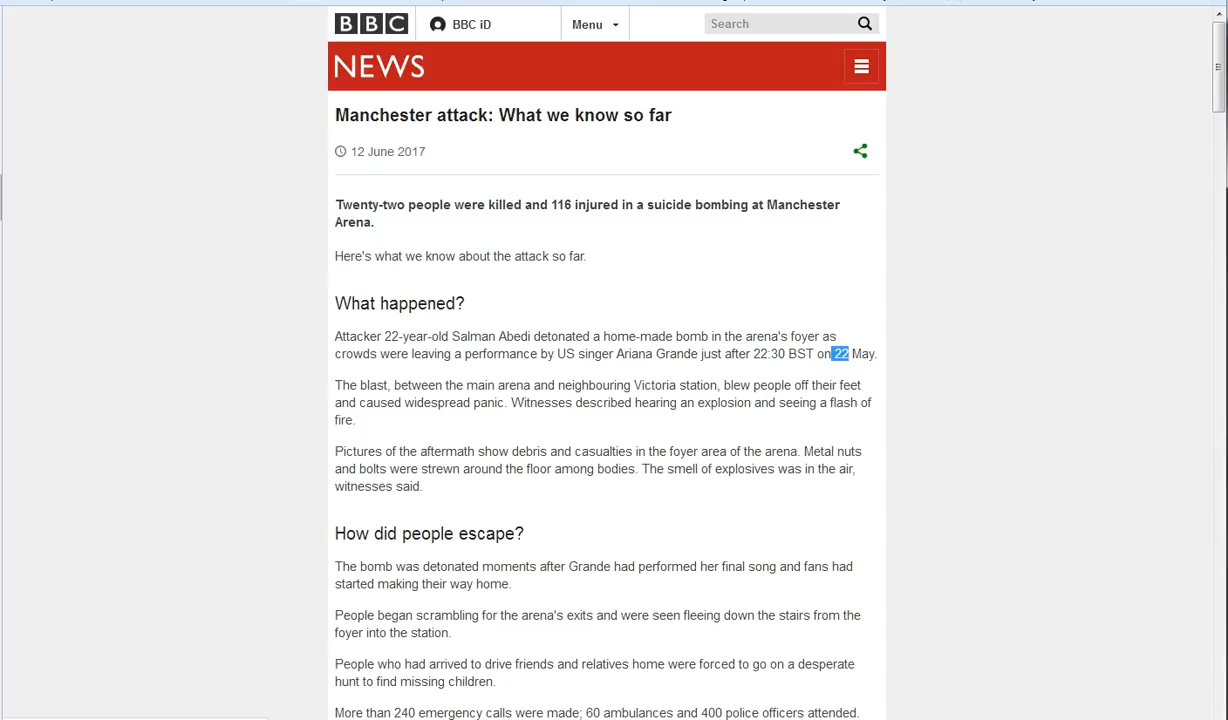 BBC BBC iD Menu Search
NEWS
Manchester attack: What we know so far
12 June 2017
Twenty-two people were killed and 116 injured in a suicide bombing at Manchester
Arena.
Here's what we know about the attack so far.
What happened?
Attacker 22-year-old Salman Abedi detonated a home-made bomb in the arena's foyer as
crowds were leaving a performance by US singer Ariana Grande just after 22:30 BST on 22 May.
The blast, between the main arena and neighbouring Victoria station, blew people off their feet
and caused widespread panic. Witnesses described hearing an explosion and seeing a flash of
fire.
Pictures of the aftermath show debris and casualties in the foyer area of the arena. Metal nuts
and bolts were strewn around the floor among bodies. The smell of explosives was in the air,
witnesses said.
How did people escape?
The bomb was detonated moments after Grande had performed her final song and fans had
started making their way home.
People began scrambling for the arena's exits and were seen fleeing down the stairs from the
foyer into the station.
People who had arrived to drive friends and relatives home were forced to go on a desperate
hunt to find missing children.
More than 240 emergency calls were made; 60 ambulances and 400 police officers attended.